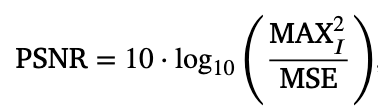 PSNR = 10 · log₁₀ (MAX_I² / MSE).